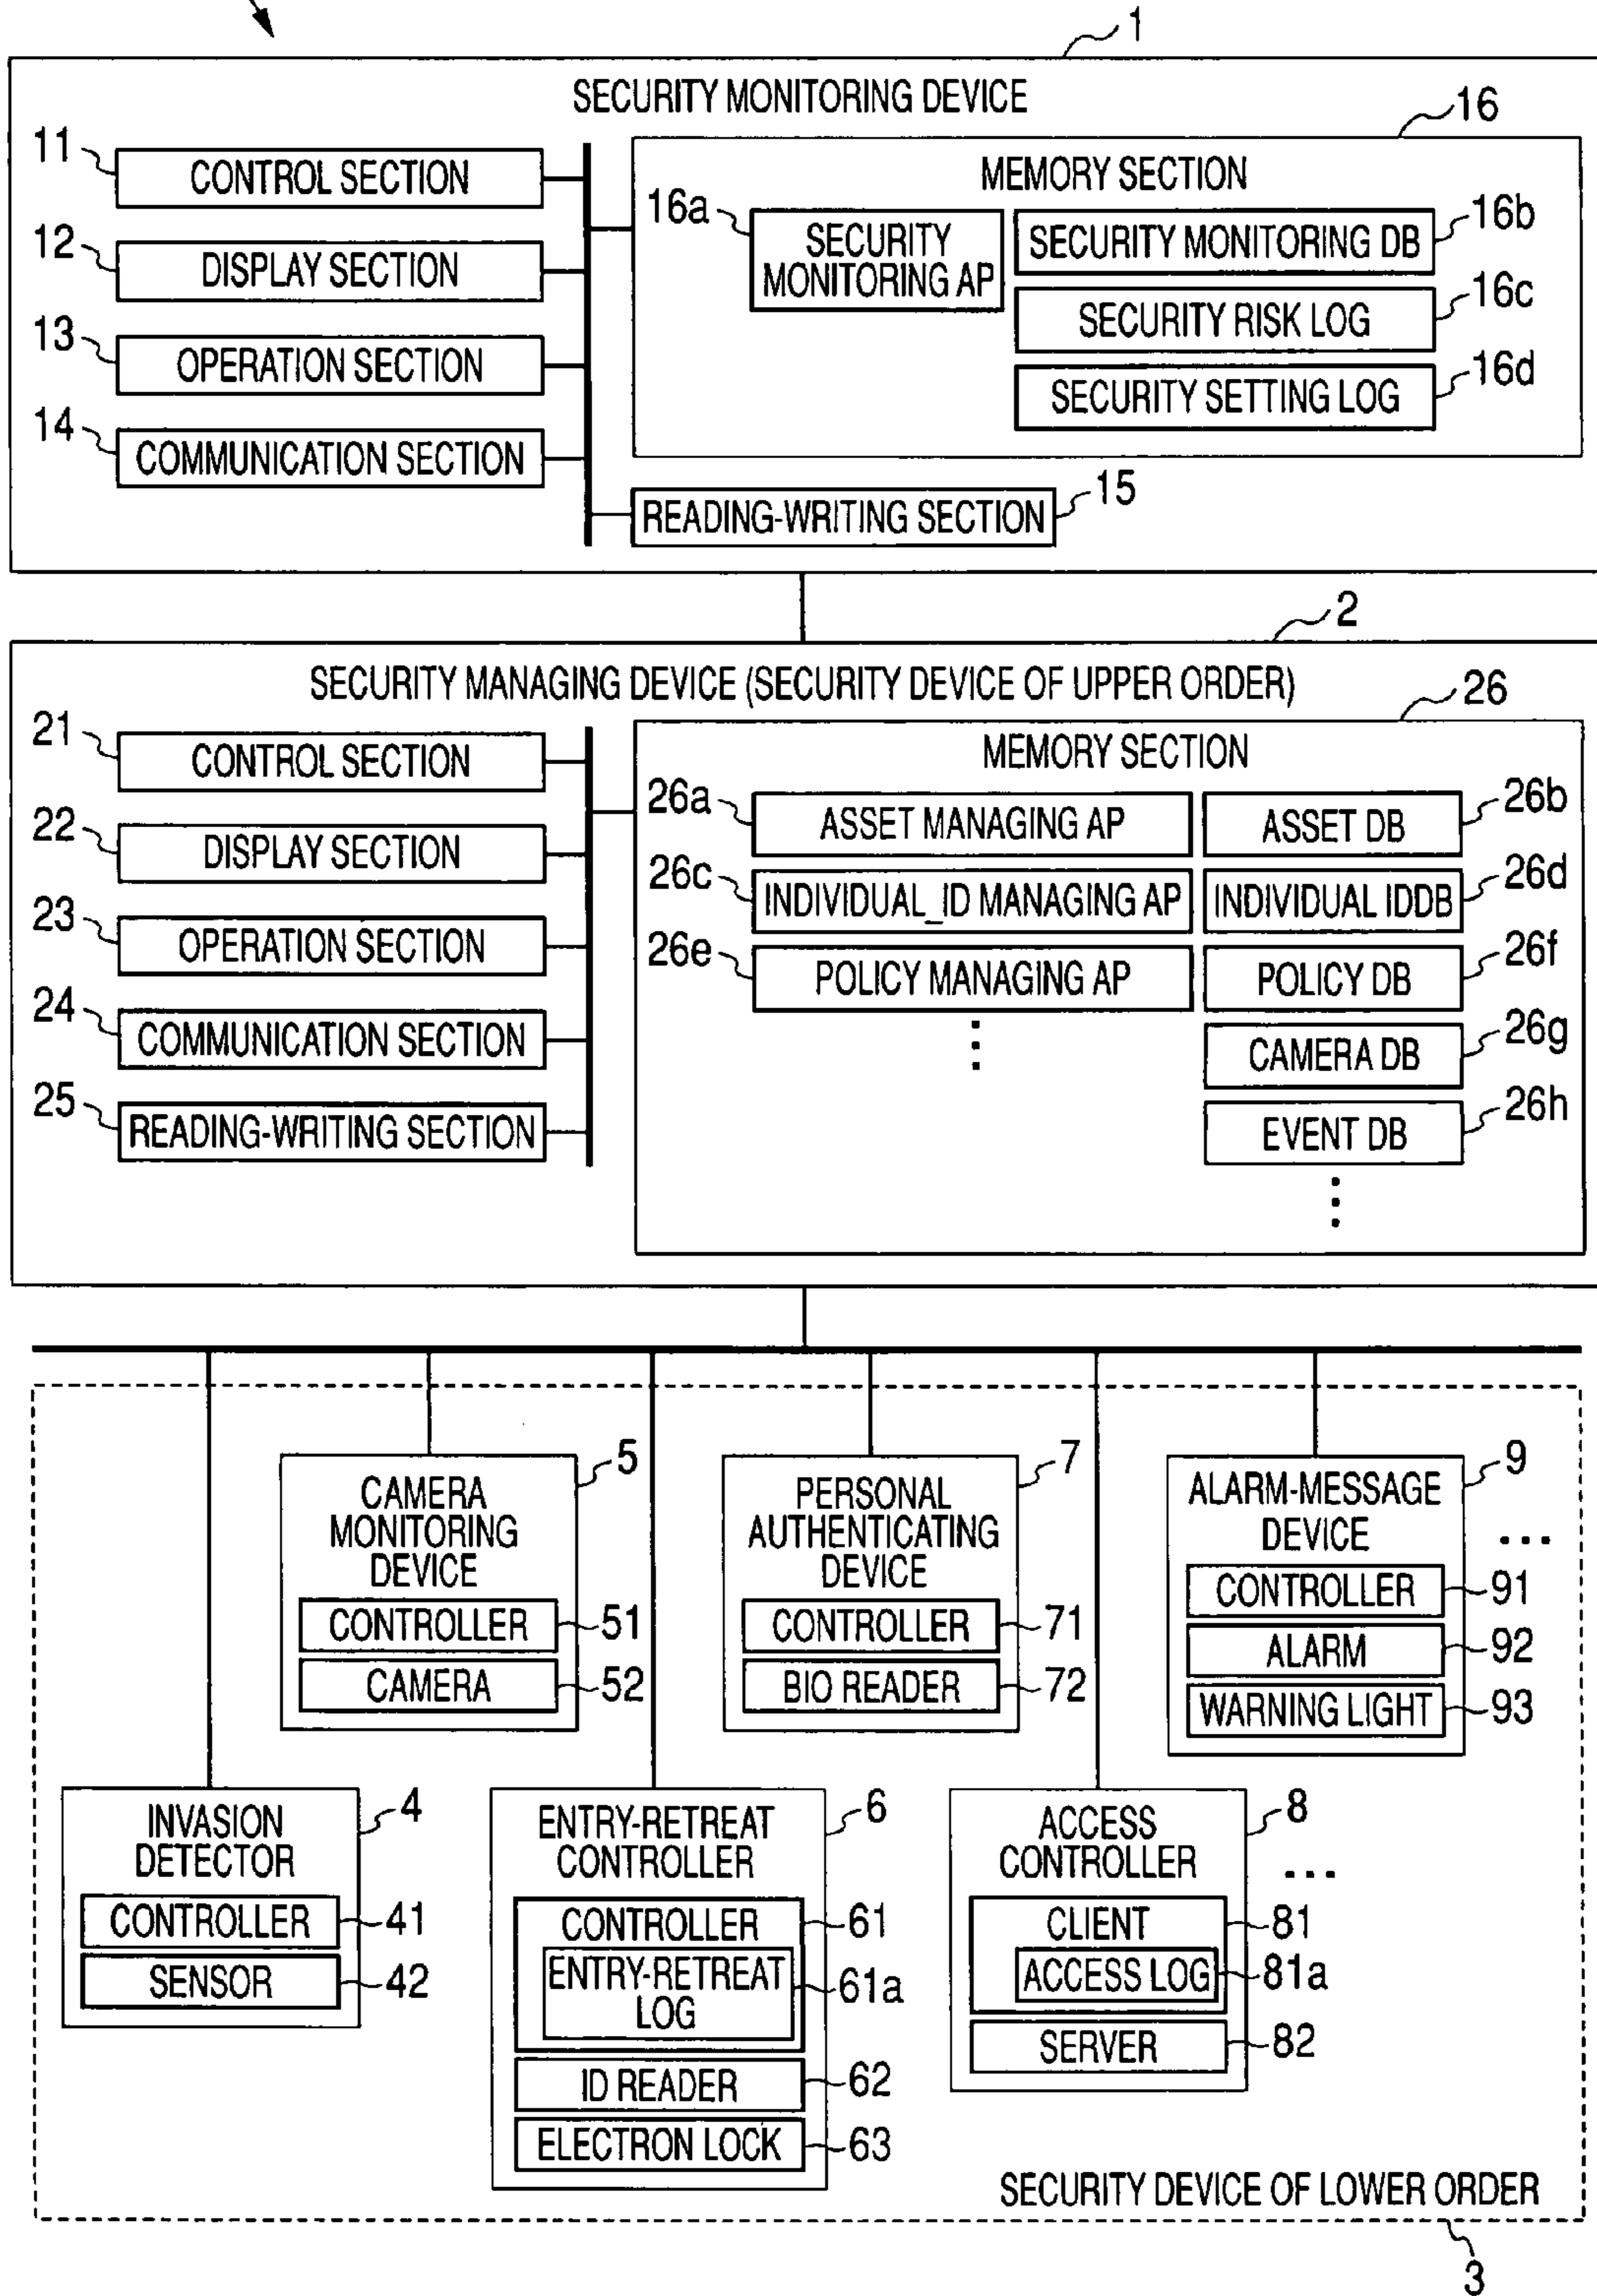 1
SECURITY MONITORING DEVICE
11
CONTROL SECTION
12
DISPLAY SECTION
13
OPERATION SECTION
14
COMMUNICATION SECTION
16
MEMORY SECTION
16a
SECURITY
MONITORING AP
SECURITY MONITORING DB
16b
SECURITY RISK LOG
16c
SECURITY SETTING LOG
16d
READING-WRITING SECTION
15
2
SECURITY MANAGING DEVICE (SECURITY DEVICE OF UPPER ORDER)
21
CONTROL SECTION
22
DISPLAY SECTION
23
OPERATION SECTION
24
COMMUNICATION SECTION
25
READING-WRITING SECTION
26
MEMORY SECTION
26a
ASSET MANAGING AP
ASSET DB
26b
26c
INDIVIDUAL_ID MANAGING AP
INDIVIDUAL IDDB
26d
26e
POLICY MANAGING AP
POLICY DB
26f
CAMERA DB
26g
EVENT DB
26h
5
CAMERA
MONITORING
DEVICE
CONTROLLER
51
CAMERA
52
7
PERSONAL
AUTHENTICATING
DEVICE
CONTROLLER
71
BIO READER
72
9
ALARM-MESSAGE
DEVICE
...
CONTROLLER
91
ALARM
92
WARNING LIGHT
93
4
INVASION
DETECTOR
CONTROLLER
41
SENSOR
42
6
ENTRY-RETREAT
CONTROLLER
CONTROLLER
61
ENTRY-RETREAT
LOG
61a
ID READER
62
ELECTRON LOCK
63
8
ACCESS
CONTROLLER
...
CLIENT
81
ACCESS LOG
81a
SERVER
82
SECURITY DEVICE OF LOWER ORDER
3